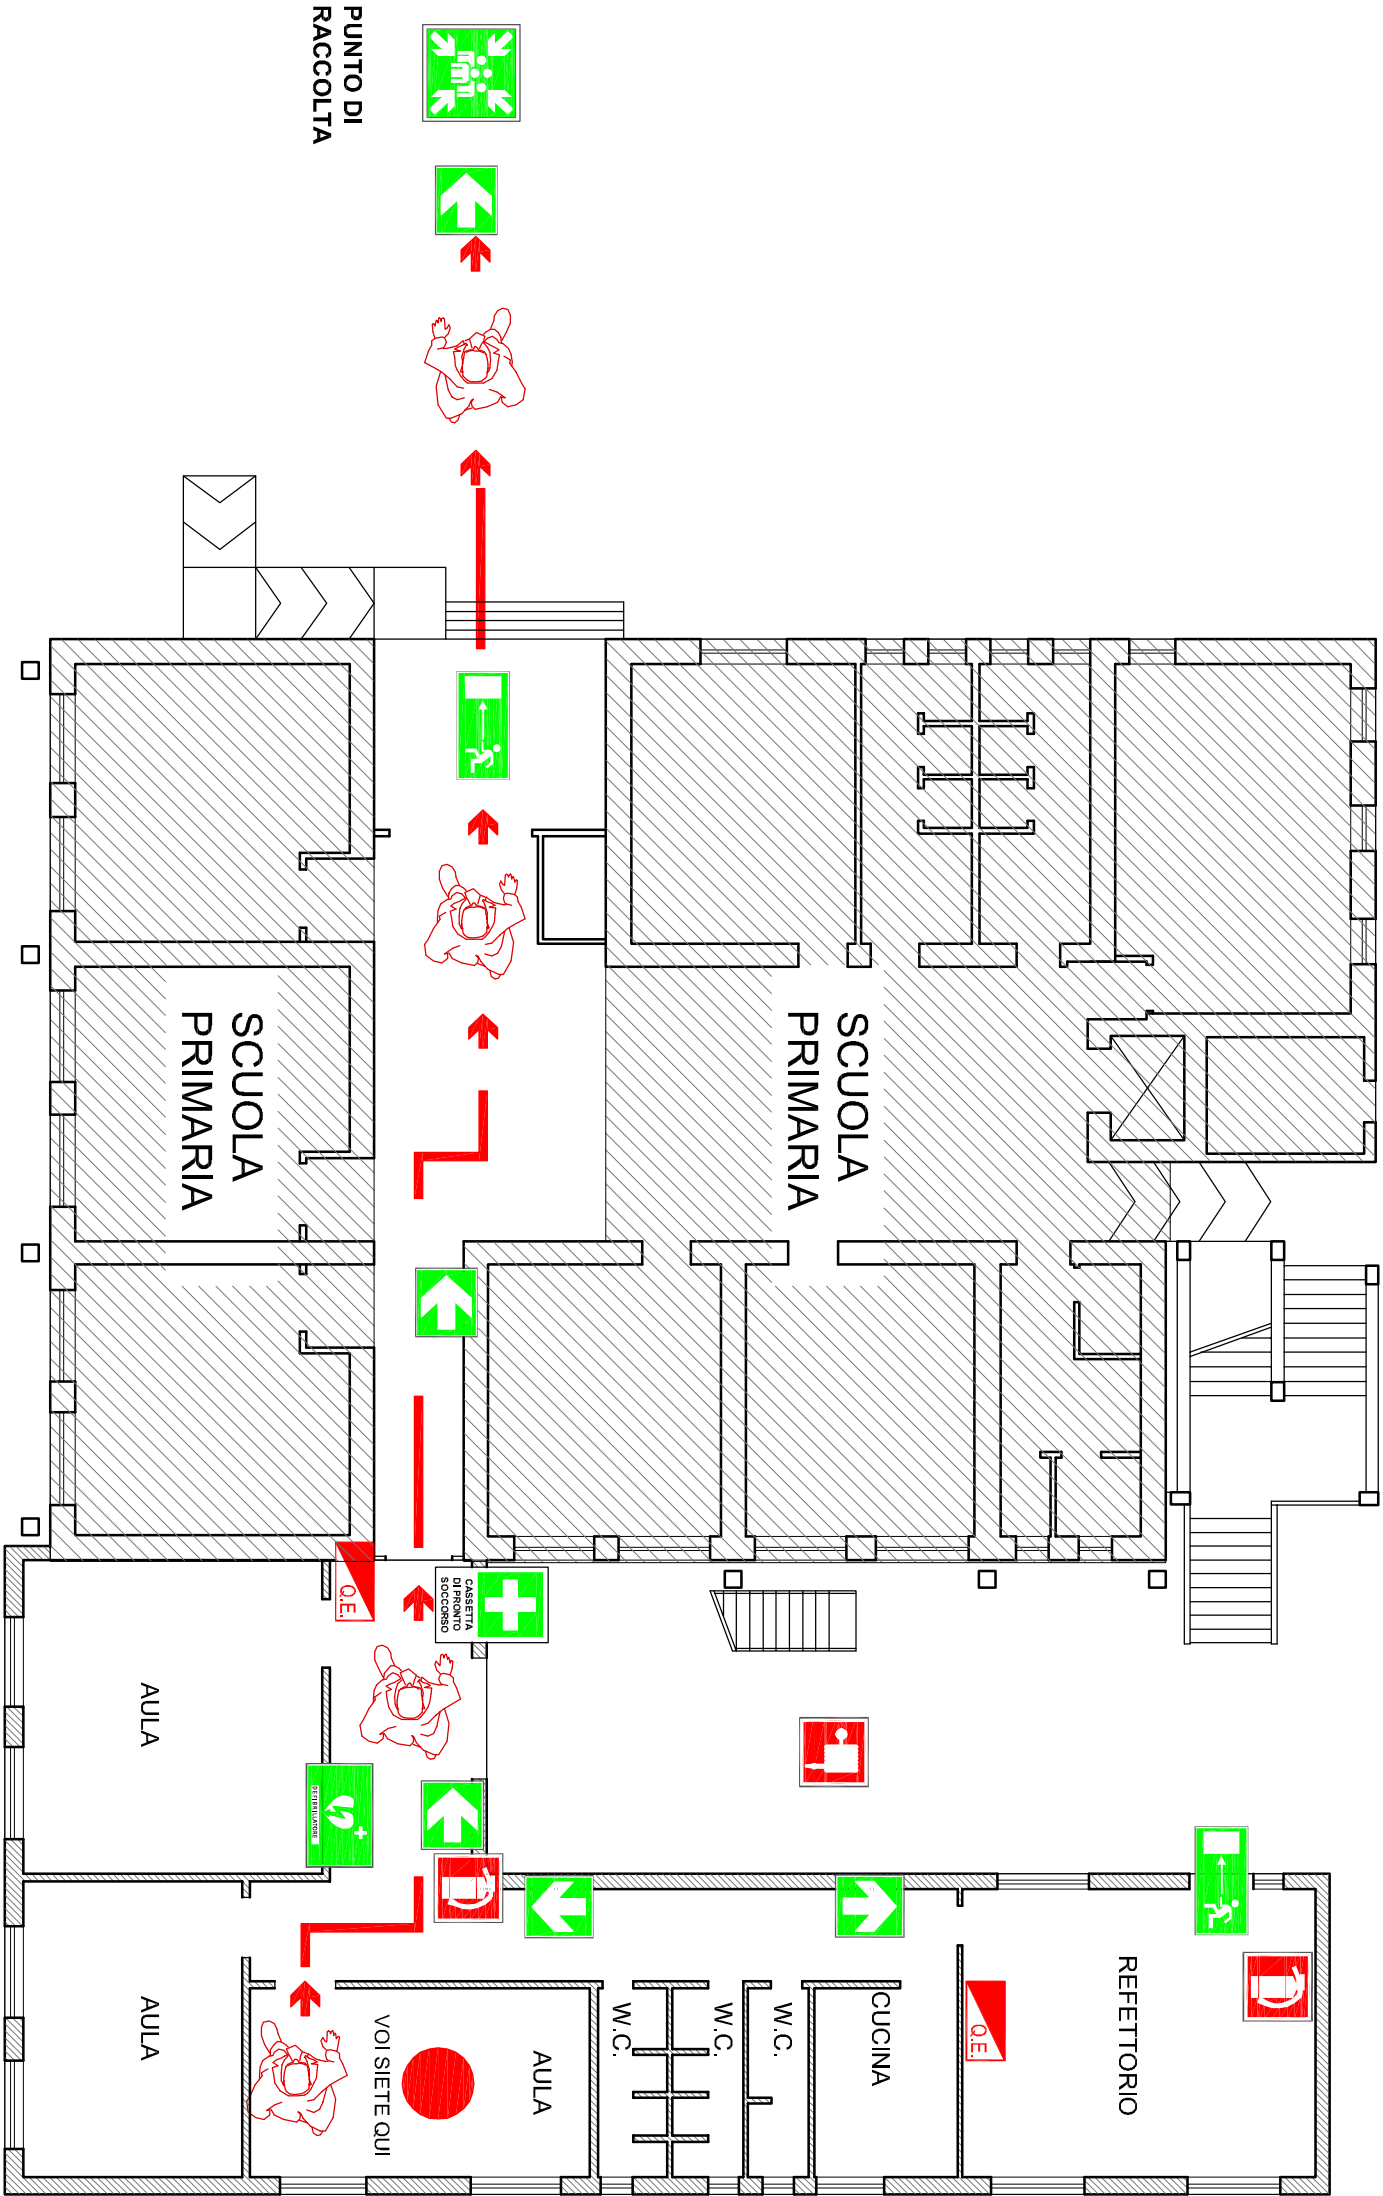 PUNTO DI
RACCOLTA
SCUOLA
PRIMARIA
SCUOLA
PRIMARIA
Q.E.
CASSETTA
DI PRONTO
SOCCORSO
AULA
DEFIBRILLATORE
AULA
VOI SIETE QUI
AULA
W.C.
W.C.
W.C.
CUCINA
Q.E.
REFETTORIO